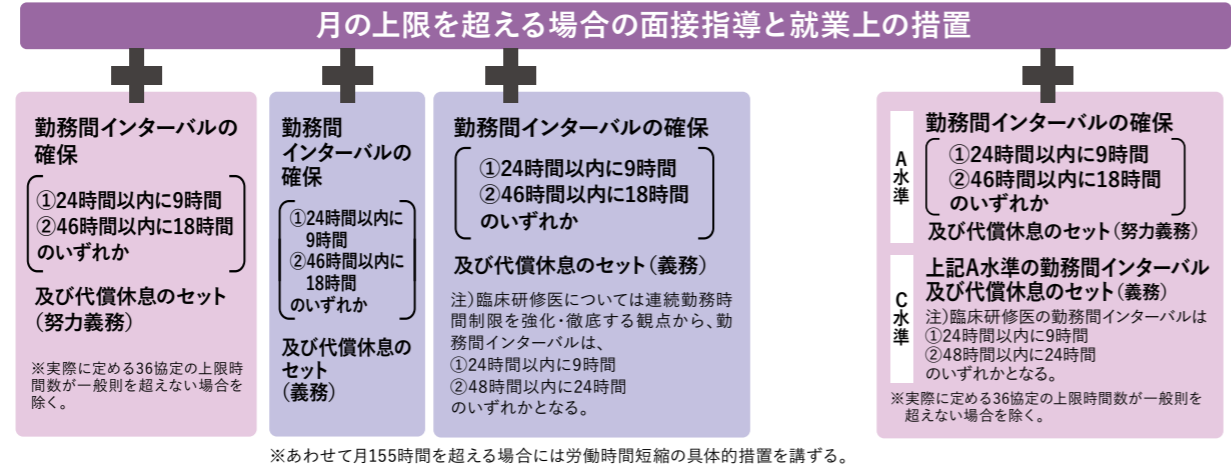 月の上限を超える場合の面接指導と就業上の措置
勤務間インターバルの
確保
①24時間以内に9時間
②46時間以内に18時間
のいずれか
及び代償休息のセット
(努力義務)
※実際に定める36協定の上限時
間数が一般則を超えない場合を
除く。
勤務間
インターバルの
確保
①24時間以内に
9時間
②46時間以内に
18時間
のいずれか
及び代償休息の
セット
(義務)
勤務間インターバルの確保
①24時間以内に9時間
②46時間以内に18時間
のいずれか
及び代償休息のセット(義務)
注)臨床研修医については連続勤務時
間制限を強化・徹底する観点から、勤
務間インターバルは、
①24時間以内に9時間
②48時間以内に24時間
のいずれかとなる。
A水準
勤務間インターバルの確保
①24時間以内に9時間
②46時間以内に18時間
のいずれか
及び代償休息のセット(努力義務)
C水準
上記A水準の勤務間インターバル
及び代償休息のセット(義務)
注)臨床研修医の勤務間インターバルは
①24時間以内に9時間
②48時間以内に24時間
のいずれかとなる。
※実際に定める36協定の上限時間数が一般則を
超えない場合を除く。
※あわせて月155時間を超える場合には労働時間短縮の具体的措置を講ずる。